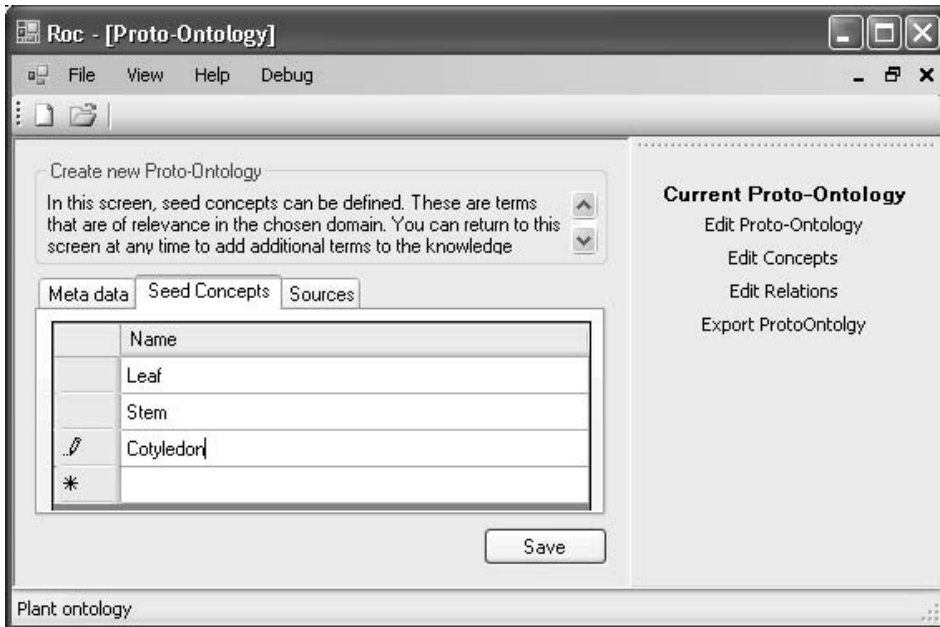 Roc - [Proto-Ontology]
File View Help Debug
Create new Proto-Ontology
In this screen, seed concepts can be defined. These are terms
that are of relevance in the chosen domain. You can return to this
screen at any time to add additional terms to the knowledge
Meta data Seed Concepts Sources
Name
Leaf
Stem
Cotyledon
Save
Current Proto-Ontology
Edit Proto-Ontology
Edit Concepts
Edit Relations
Export ProtoOntolgy
Plant ontology